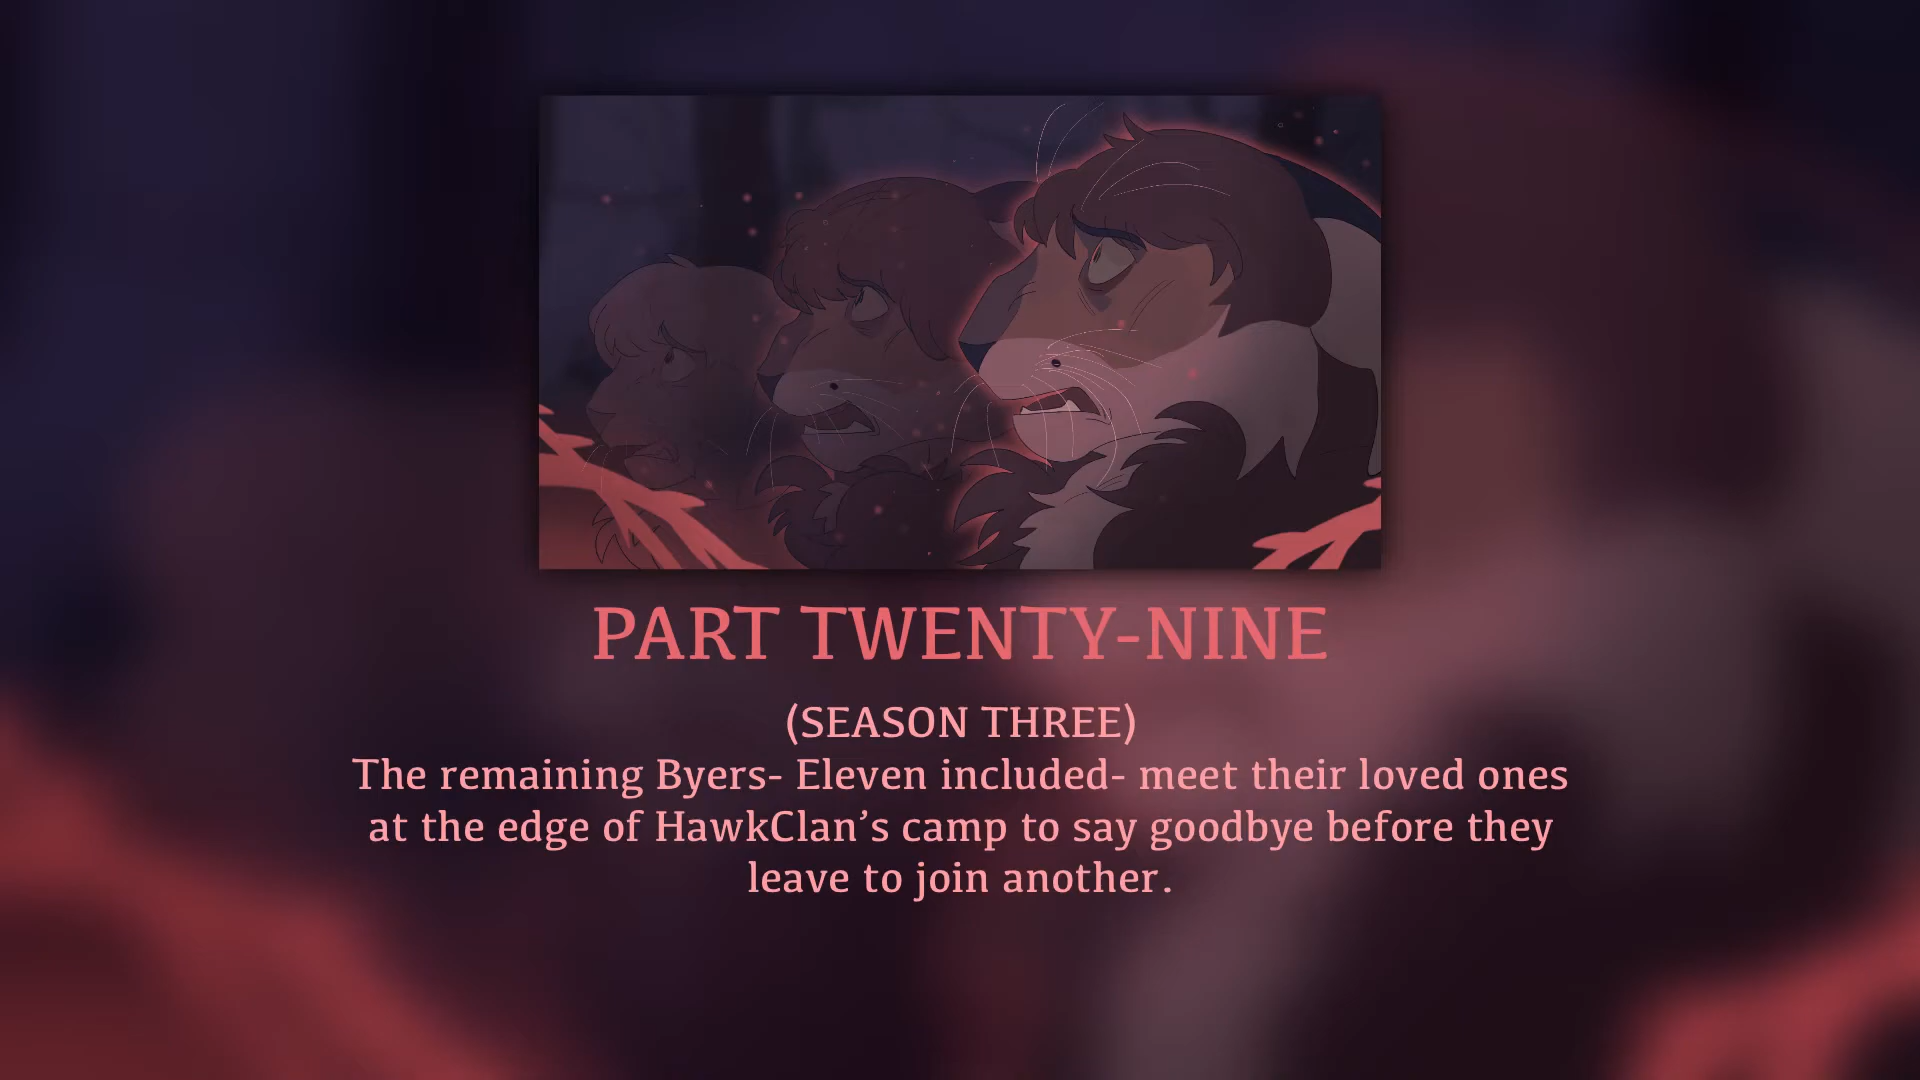 PART TWENTY-NINE
(SEASON THREE)
The remaining Byers- Eleven included- meet their loved ones
at the edge of HawkClan’s camp to say goodbye before they
leave to join another.